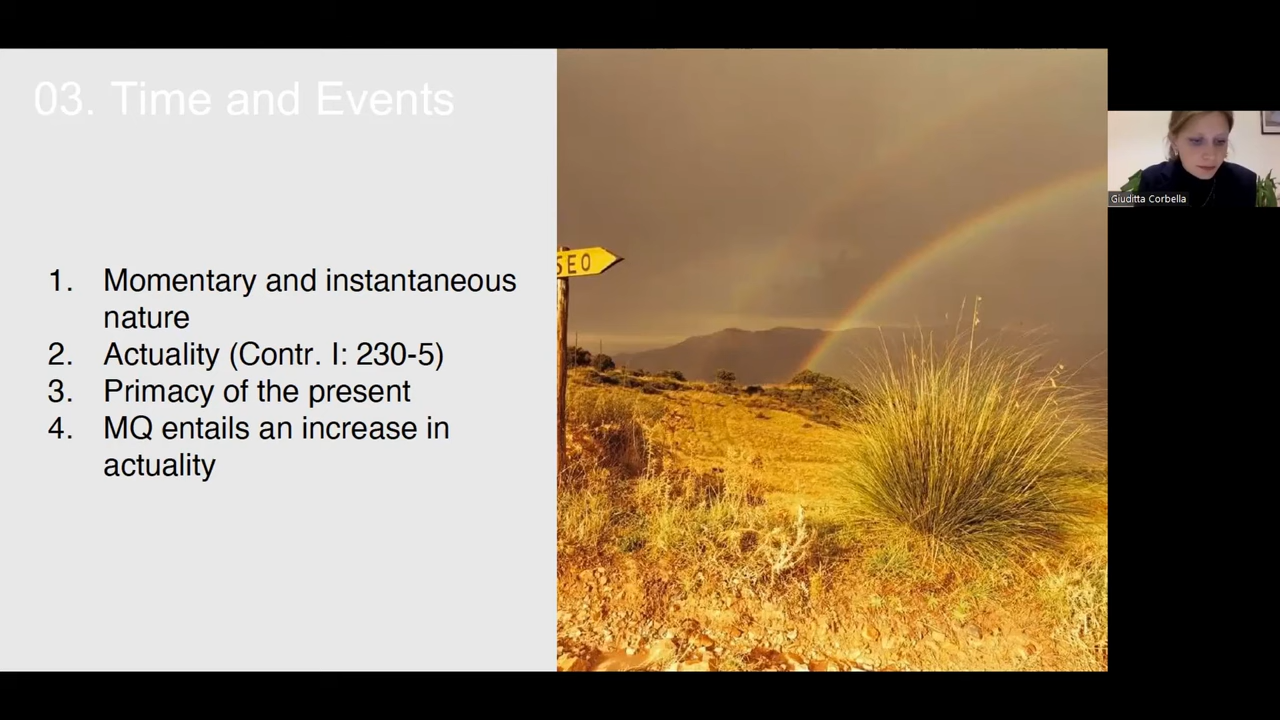 03. Time and Events
1. Momentary and instantaneous
nature
2. Actuality (Contr. I: 230-5)
3. Primacy of the present
4. MQ entails an increase in
actuality
SEO
Giuditta Corbella